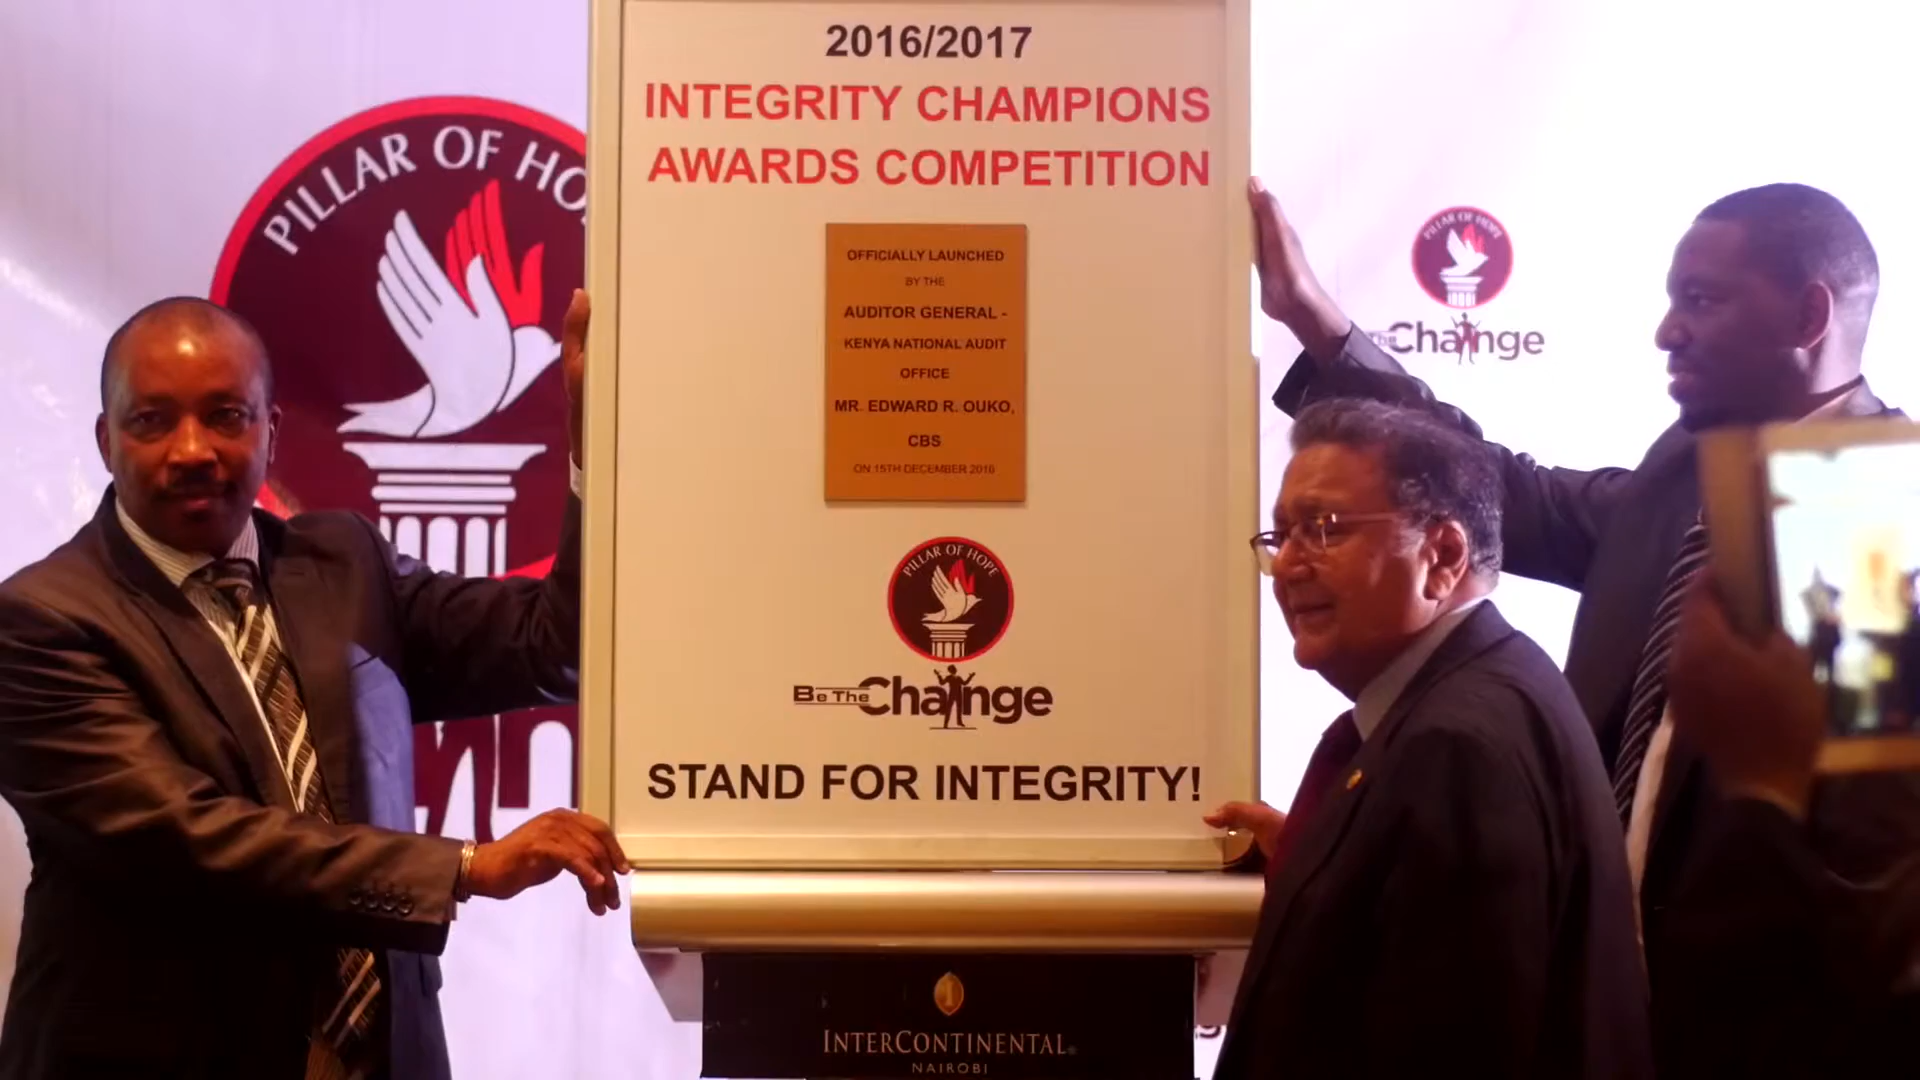 2016/2017
INTEGRITY CHAMPIONS
AWARDS COMPETITION
OFFICIALLY LAUNCHED
BY THE
AUDITOR GENERAL -
KENYA NATIONAL AUDIT
OFFICE
MR. EDWARD R. OUKO,
CBS
ON 15TH DECEMBER 2016
PILLAR OF HOPE
Be The Change
STAND FOR INTEGRITY!
INTERCONTINENTAL
NAIROBI
PILLAR OF HO
PILLAR OF HOPE
The Change